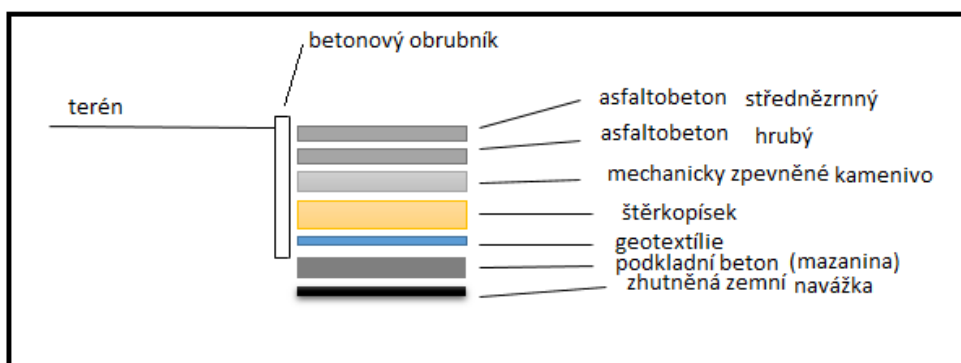 betonový obrubník
terén
asfaltobeton střednězrnný
asfaltobeton hrubý
mechanicky zpevněné kamenivo
štěrkopísek
geotextílie
podkladní beton (mazanina)
zhutněná zemní navážka